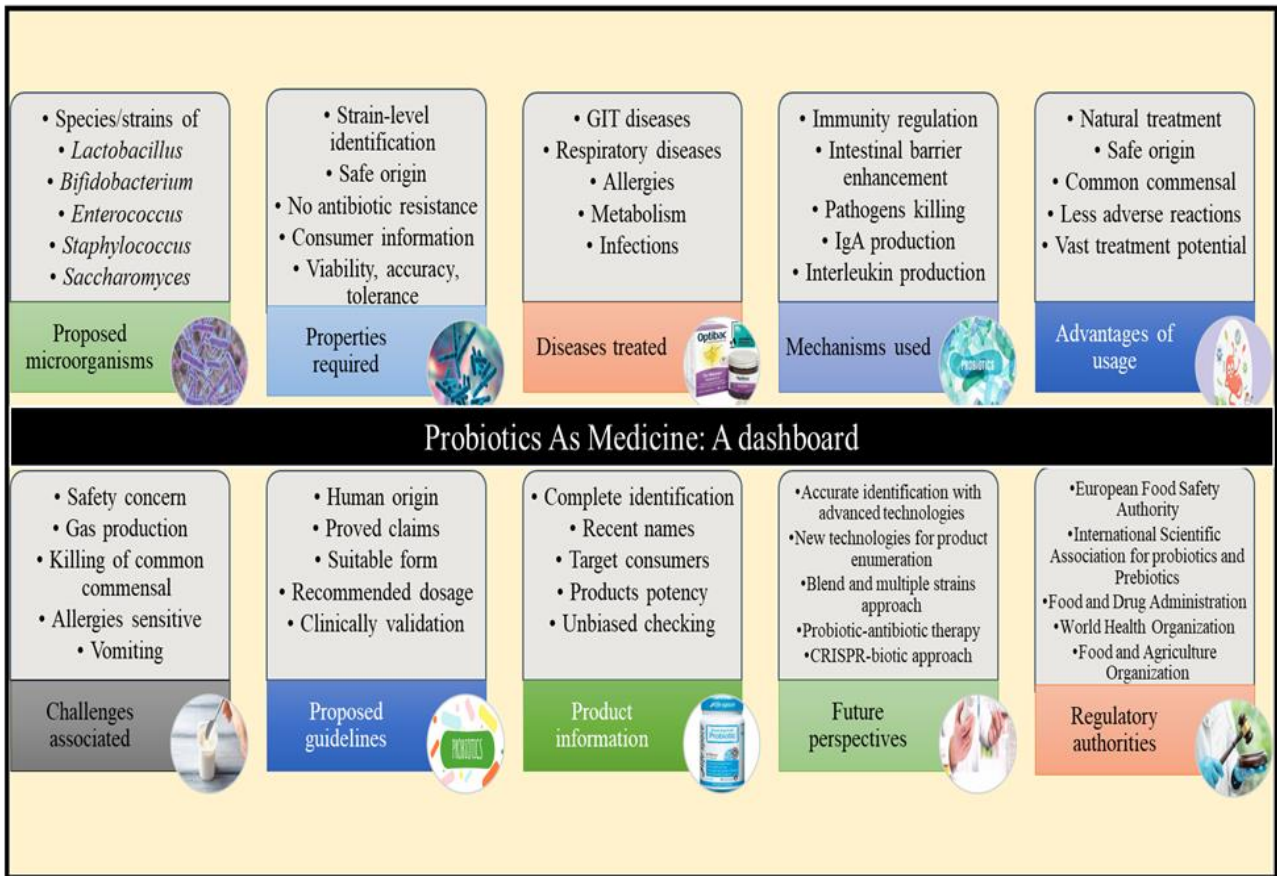 • Species/strains of
• Lactobacillus
• Bifidobacterium
• Enterococcus
• Staphylococcus
• Saccharomyces
Proposed
microorganisms
• Strain-level
identification
• Safe origin
• No antibiotic resistance
• Consumer information
• Viability, accuracy,
tolerance
Properties
required
• GIT diseases
• Respiratory diseases
• Allergies
• Metabolism
• Infections
Diseases treated
Optibac
• Immunity regulation
• Intestinal barrier
enhancement
• Pathogens killing
• IgA production
• Interleukin production
Mechanisms used
PROBIOTICS
• Natural treatment
• Safe origin
• Common commensal
• Less adverse reactions
• Vast treatment potential
Advantages of
usage
Probiotics As Medicine: A dashboard
• Safety concern
• Gas production
• Killing of common
commensal
• Allergies sensitive
• Vomiting
Challenges
associated
• Human origin
• Proved claims
• Suitable form
• Recommended dosage
• Clinically validation
Proposed
guidelines
PROBIOTICS
• Complete identification
• Recent names
• Target consumers
• Products potency
• Unbiased checking
Product
information
Probiotic
•Accurate identification with
advanced technologies
•New technologies for product
enumeration
•Blend and multiple strains
approach
•Probiotic-antibiotic therapy
•CRISPR-biotic approach
Future
perspectives
•European Food Safety
Authority
•International Scientific
Association for probiotics and
Prebiotics
•Food and Drug Administration
•World Health Organization
•Food and Agriculture
Organization
Regulatory
authorities